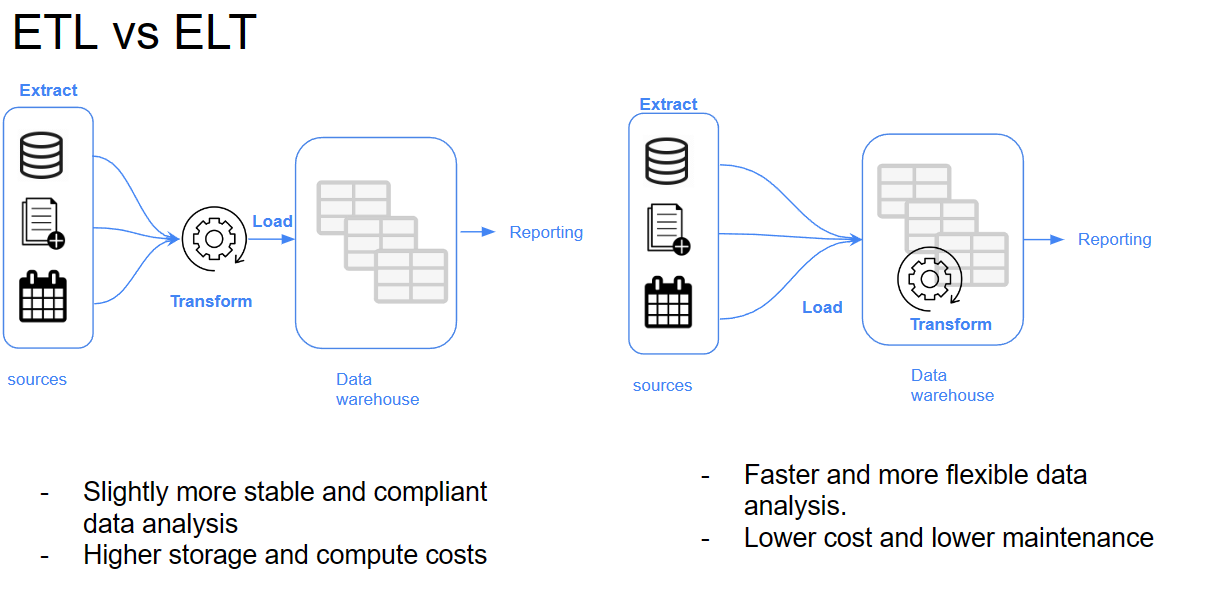 ETL vs ELT
Extract
Load
Transform
sources
Data
warehouse
Reporting
- Slightly more stable and compliant
data analysis
- Higher storage and compute costs
Extract
Load
Transform
sources
Data
warehouse
Reporting
- Faster and more flexible data
analysis.
- Lower cost and lower maintenance